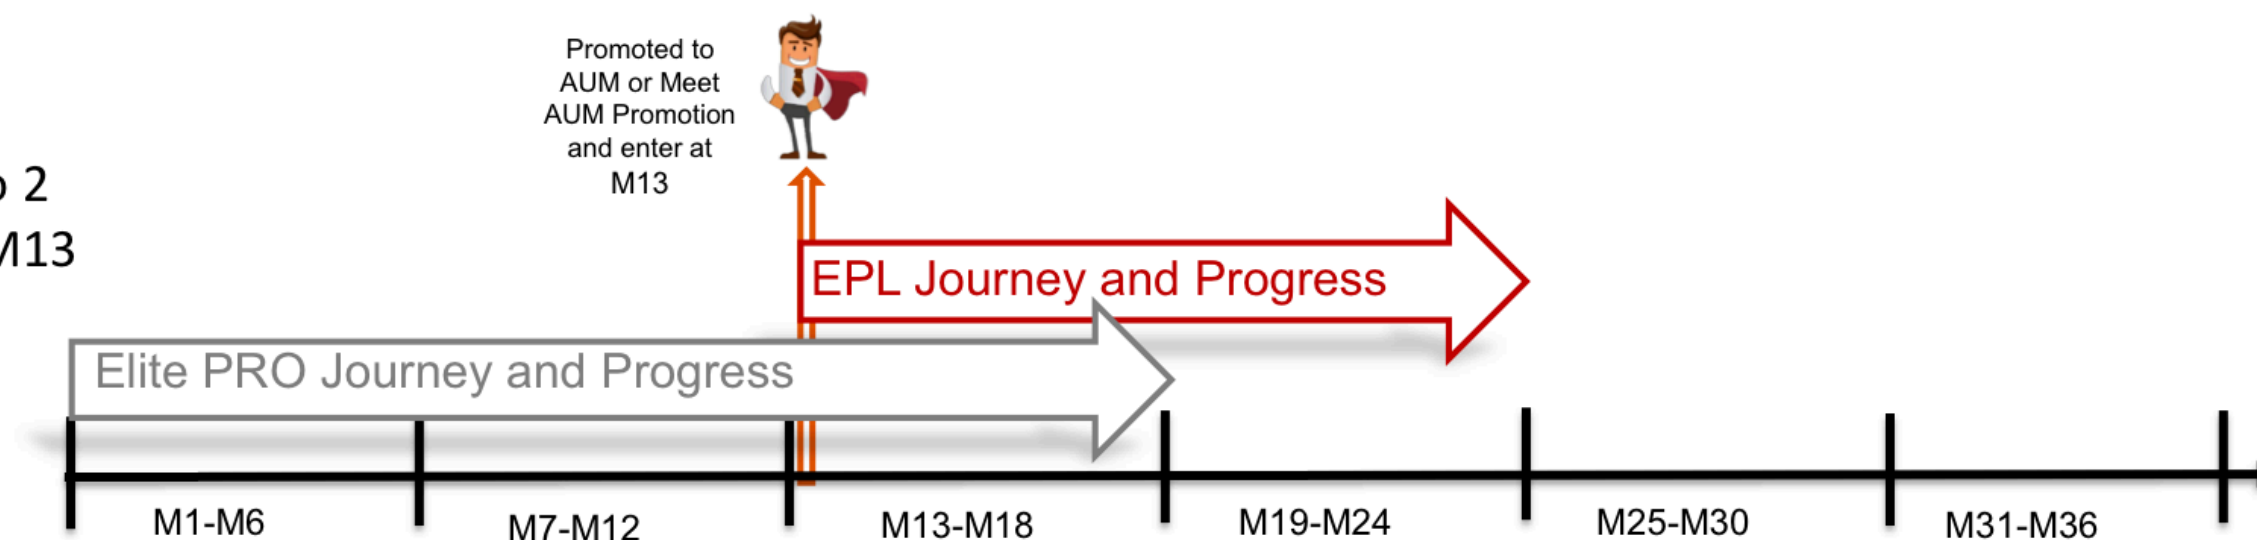 Promoted to
AUM or Meet
AUM Promotion
and enter at
M13
2
M13
EPL Journey and Progress
Elite PRO Journey and Progress
M1-M6
M7-M12
M13-M18
M19-M24
M25-M30
M31-M36